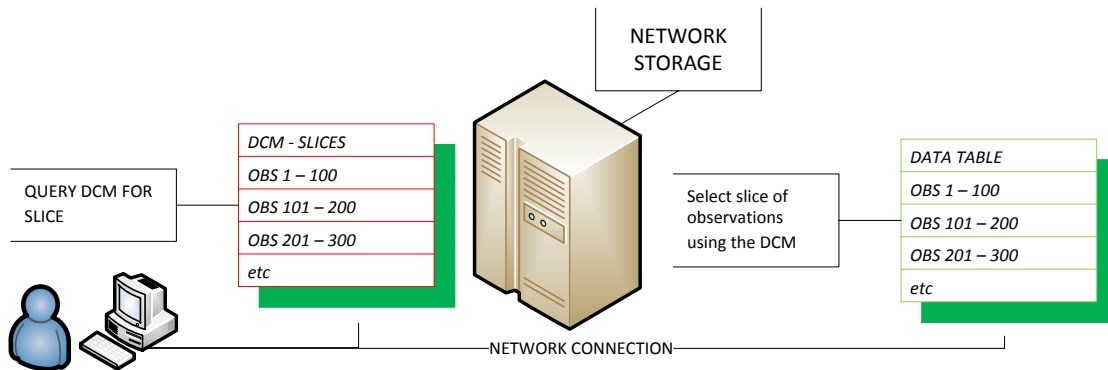 NETWORK
STORAGE
QUERY DCM FOR
SLICE
DCM - SLICES
OBS 1 – 100
OBS 101 – 200
OBS 201 – 300
etc
Select slice of
observations
using the DCM
DATA TABLE
OBS 1 – 100
OBS 101 – 200
OBS 201 – 300
etc
NETWORK CONNECTION